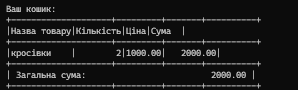 Ваш кошик:
+--------------------+---------+-------+--------------+
|Назва товару|Кількість|Ціна|Сума  |
+--------------------+---------+-------+--------------+
|кросівки    |        2|1000.00|   2000.00|
+--------------------+---------+-------+--------------+
| Загальна сума:                        2000.00 |
+--------------------+---------+-------+--------------+